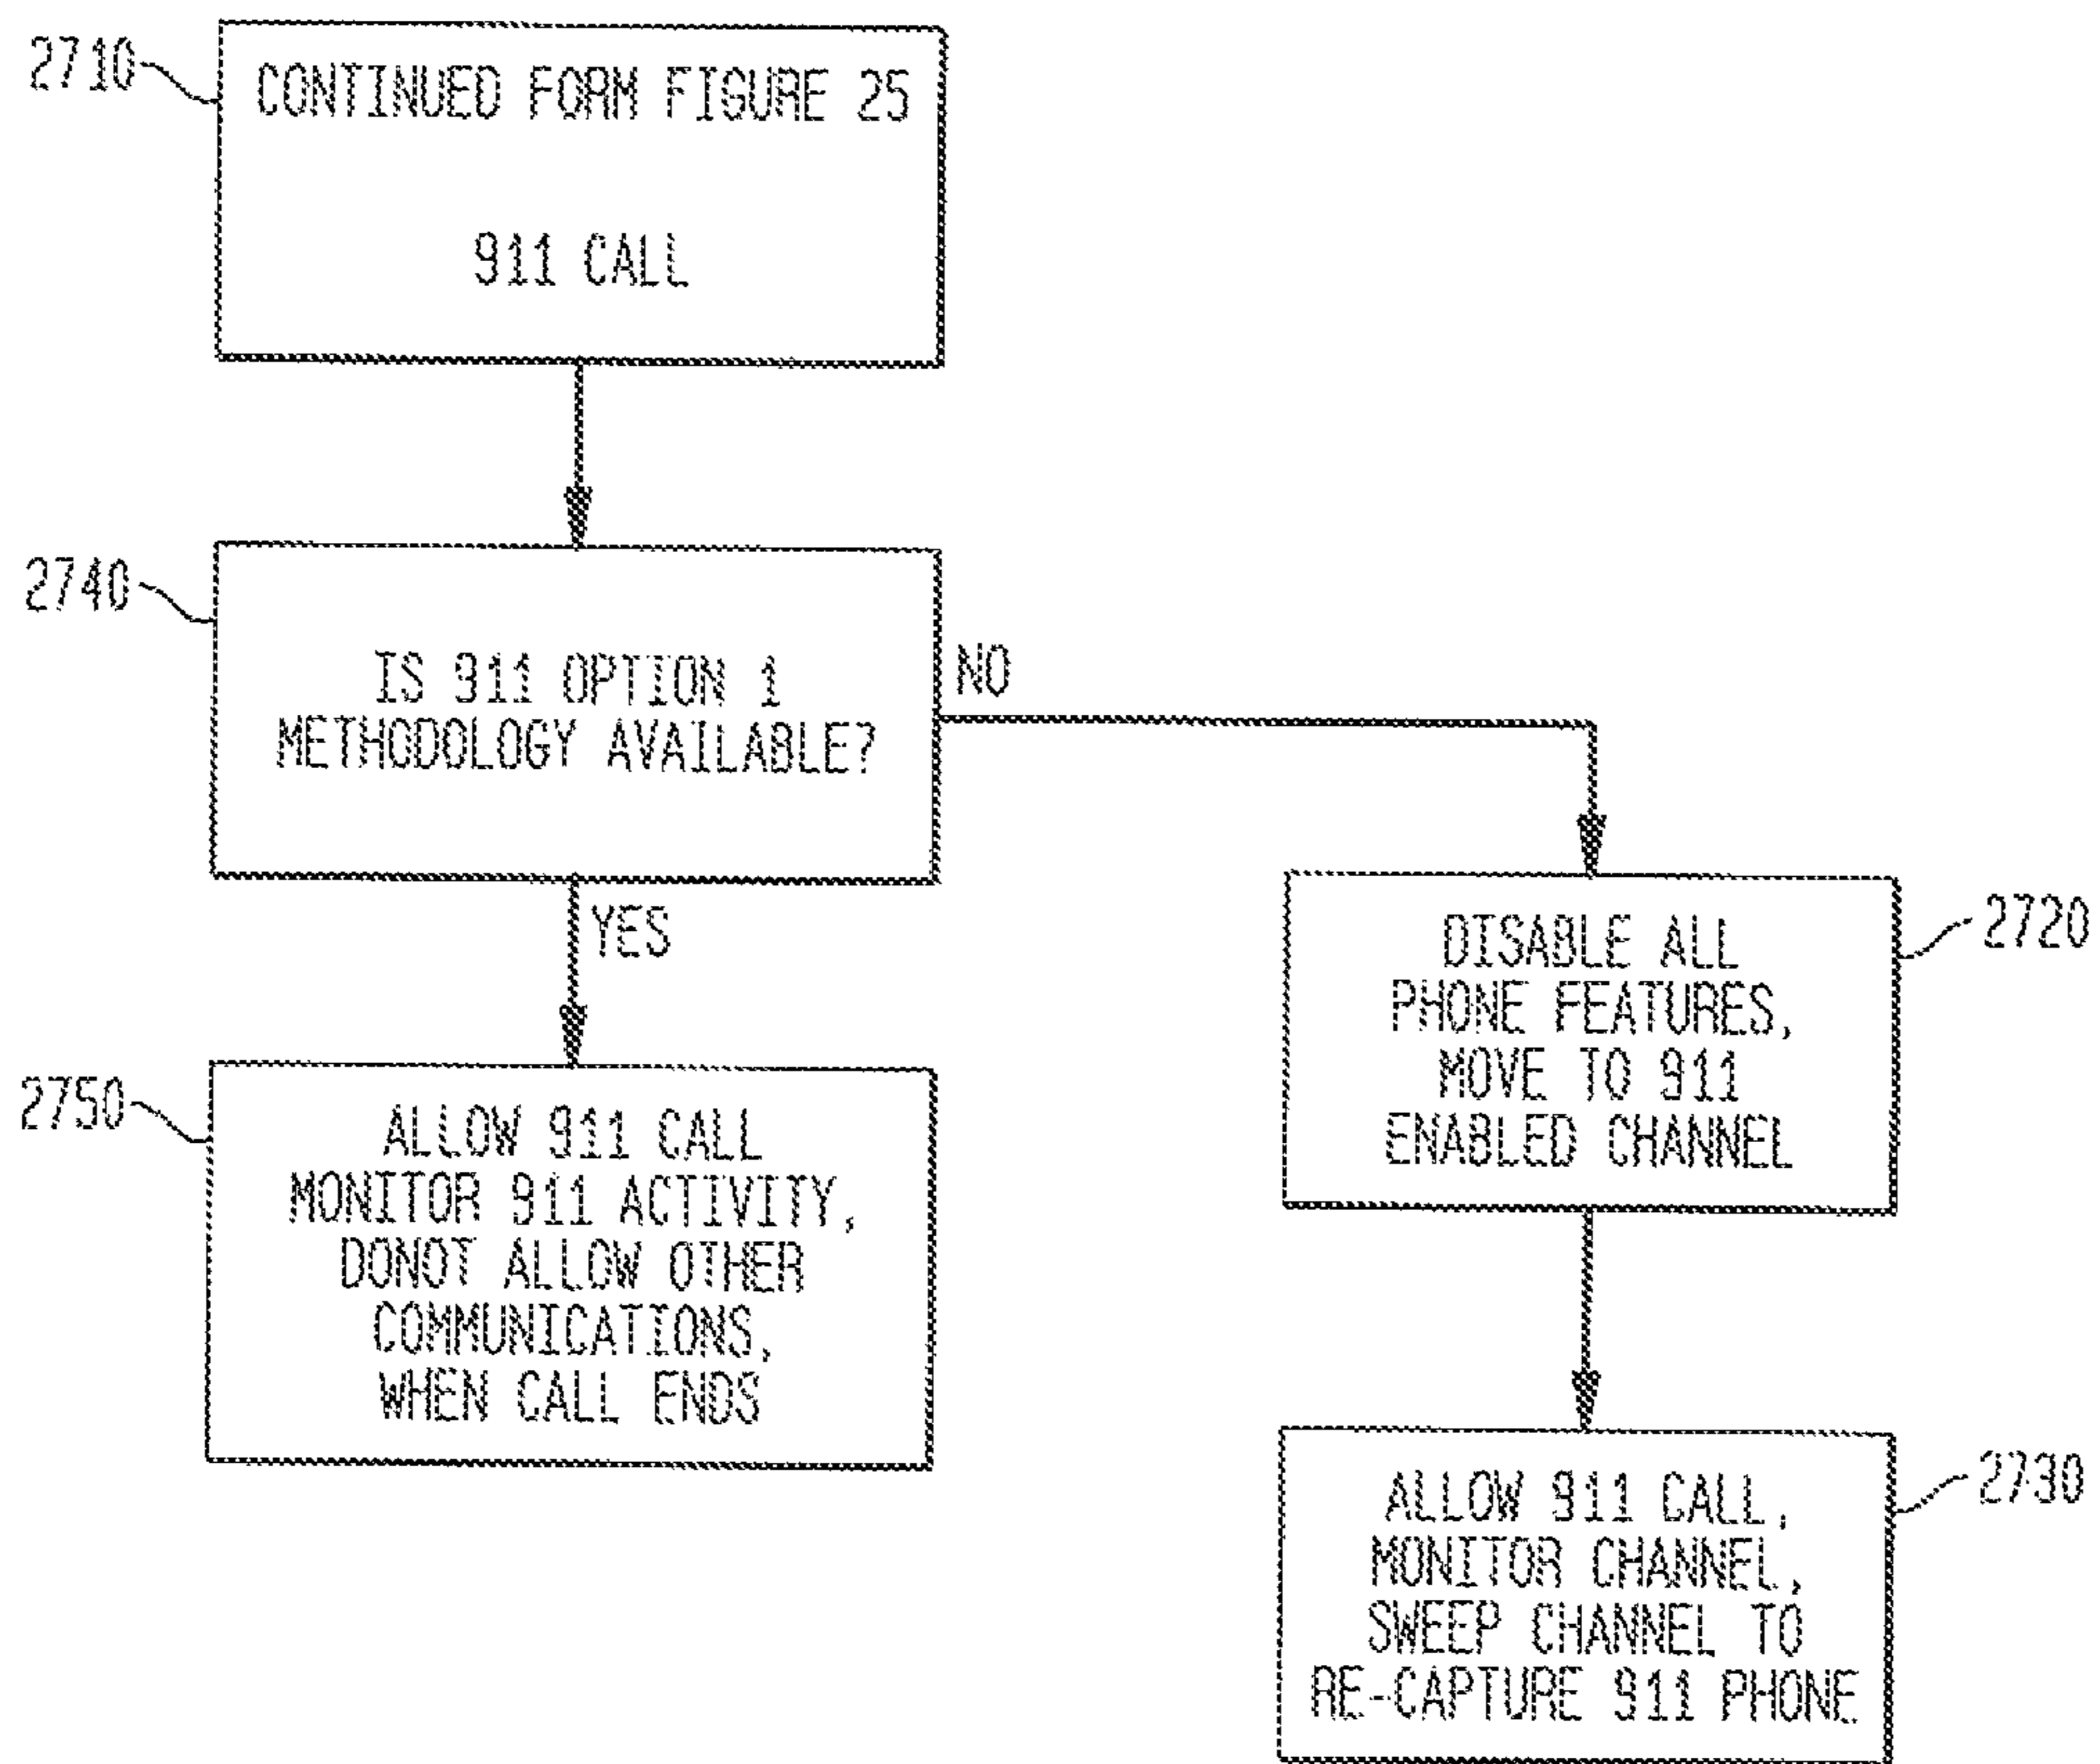 2710
CONTINUED FORM FIGURE 25
911 CALL
2740
IS 911 OPTION 1
METHODOLOGY AVAILABLE?
NO
YES
2750
ALLOW 911 CALL
MONITOR 911 ACTIVITY,
DONOT ALLOW OTHER
COMMUNICATIONS,
WHEN CALL ENDS
2720
DISABLE ALL
PHONE FEATURES,
MOVE TO 911
ENABLED CHANNEL
2730
ALLOW 911 CALL,
MONITOR CHANNEL,
SWEEP CHANNEL TO
RE-CAPTURE 911 PHONE